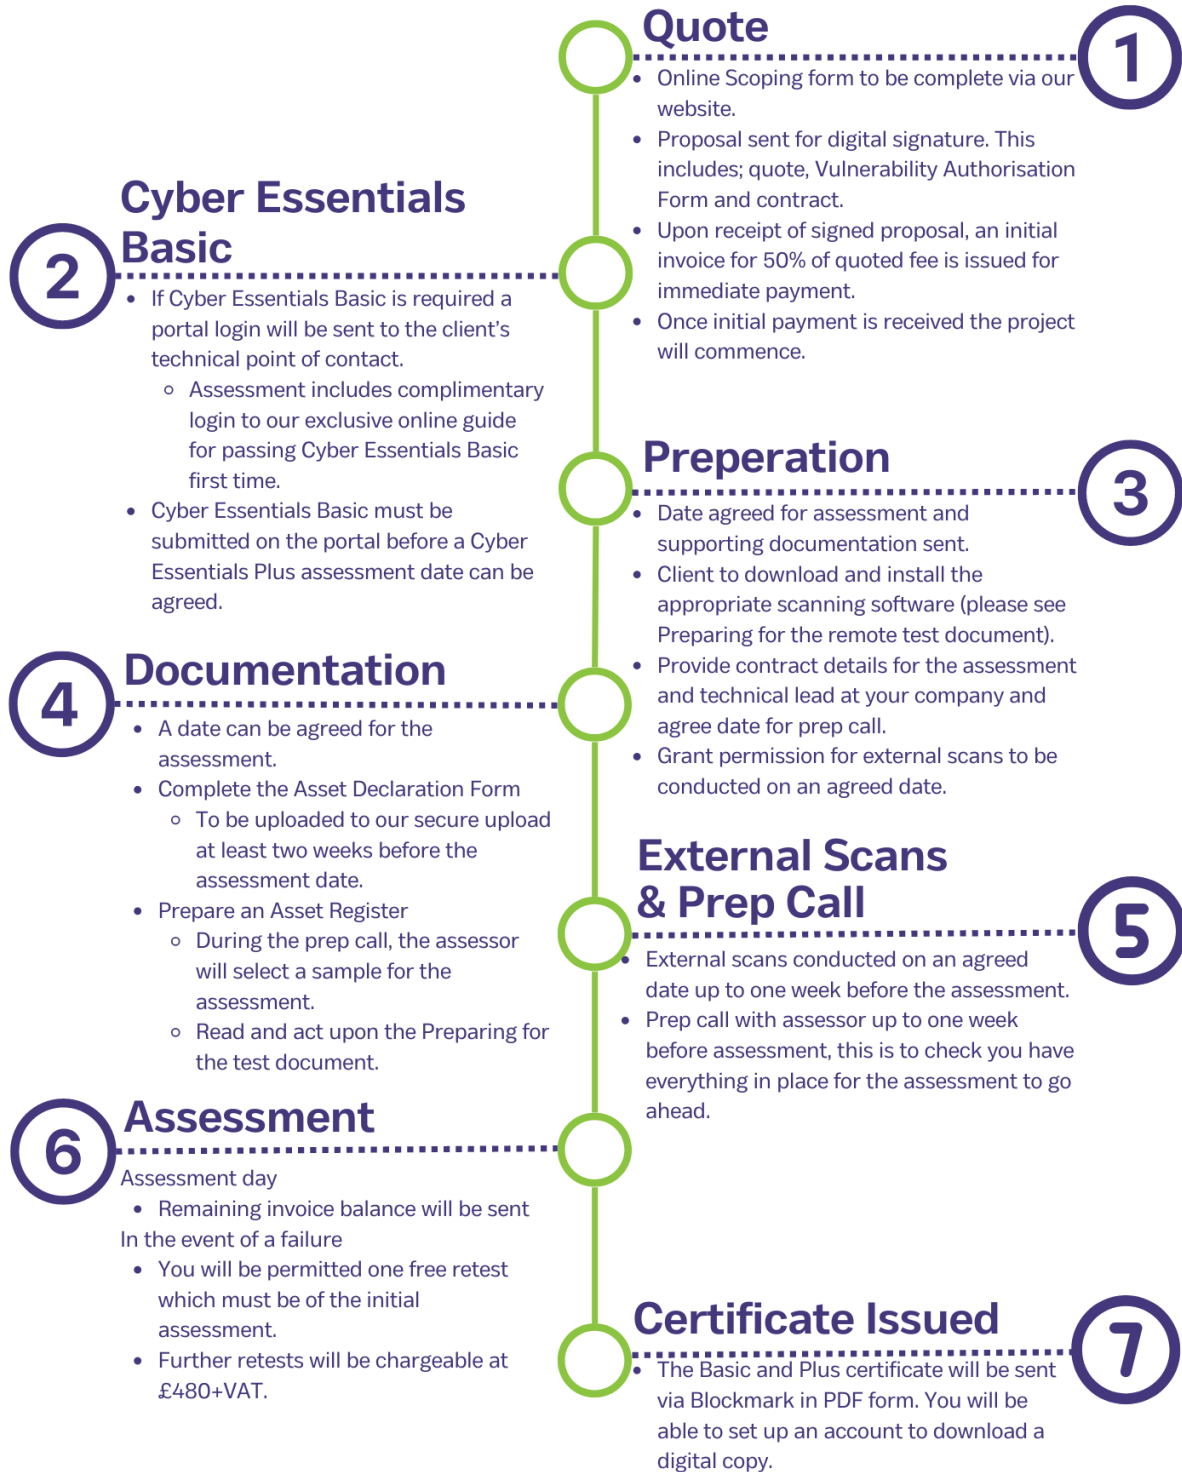 Quote
1
• Online Scoping form to be complete via our
website.
• Proposal sent for digital signature. This
includes; quote, Vulnerability Authorisation
Form and contract.
• Upon receipt of signed proposal, an initial
invoice for 50% of quoted fee is issued for
immediate payment.
• Once initial payment is received the project
will commence.
Cyber Essentials
Basic
2
• If Cyber Essentials Basic is required a
portal login will be sent to the client’s
technical point of contact.
◦ Assessment includes complimentary
login to our exclusive online guide
for passing Cyber Essentials Basic
first time.
• Cyber Essentials Basic must be
submitted on the portal before a Cyber
Essentials Plus assessment date can be
agreed.
Preperation
3
• Date agreed for assessment and
supporting documentation sent.
• Client to download and install the
appropriate scanning software (please see
Preparing for the remote test document).
• Provide contract details for the assessment
and technical lead at your company and
agree date for prep call.
• Grant permission for external scans to be
conducted on an agreed date.
Documentation
4
• A date can be agreed for the
assessment.
• Complete the Asset Declaration Form
◦ To be uploaded to our secure upload
at least two weeks before the
assessment date.
• Prepare an Asset Register
◦ During the prep call, the assessor
will select a sample for the
assessment.
◦ Read and act upon the Preparing for
the test document.
External Scans
& Prep Call
5
• External scans conducted on an agreed
date up to one week before the assessment.
• Prep call with assessor up to one week
before assessment, this is to check you have
everything in place for the assessment to go
ahead.
Assessment
6
Assessment day
• Remaining invoice balance will be sent
In the event of a failure
• You will be permitted one free retest
which must be of the initial
assessment.
• Further retests will be chargeable at
£480+VAT.
Certificate Issued
7
• The Basic and Plus certificate will be sent
via Blockmark in PDF form. You will be
able to set up an account to download a
digital copy.